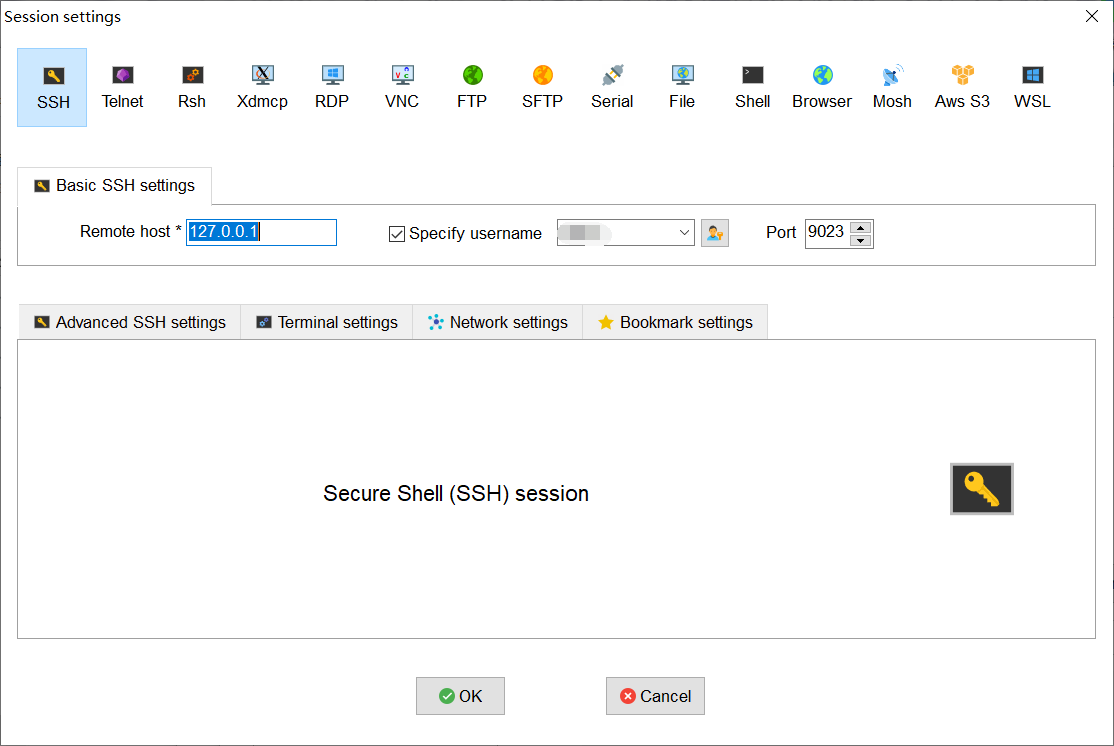 Session settings
SSH Telnet Rsh Xdmcp RDP VNC FTP SFTP Serial File Shell Browser Mosh Aws S3 WSL
Basic SSH settings
Remote host * 127.0.0.1 Specify username Port 9023
Advanced SSH settings Terminal settings Network settings Bookmark settings
Secure Shell (SSH) session
OK Cancel